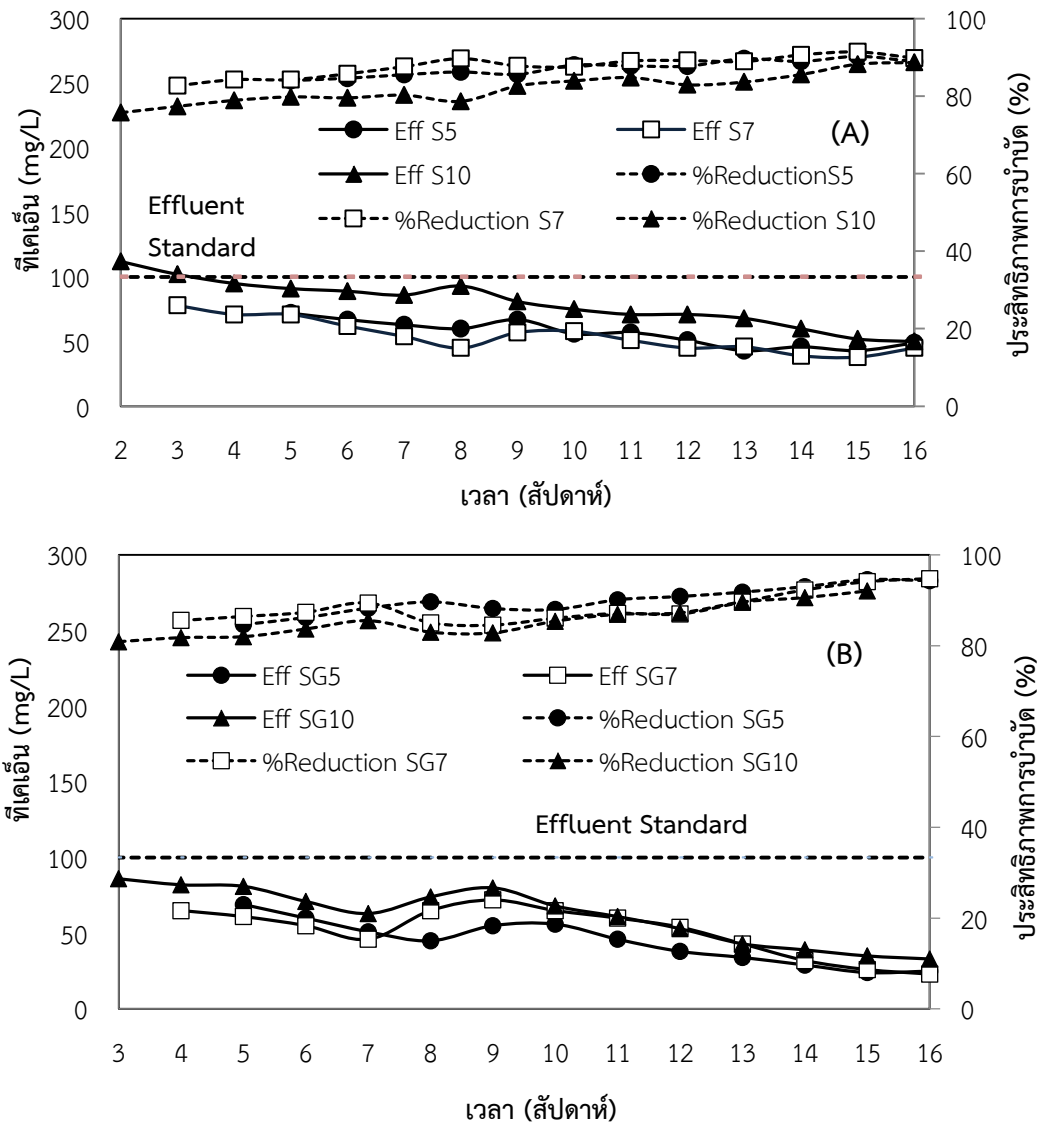 300
250
200
150
100
50
0
ทีเคเอ็น (mg/L)
100
80
60
40
20
0
ประสิทธิภาพการบำบัด (%)
Eff S5
Eff S7
(A)
Eff S10
%ReductionS5
%Reduction S7
%Reduction S10
Effluent
Standard
2 3 4 5 6 7 8 9 10 11 12 13 14 15 16
เวลา (สัปดาห์)
300
250
200
150
100
50
0
ทีเคเอ็น (mg/L)
100
80
60
40
20
0
ประสิทธิภาพการบำบัด (%)
Eff SG5
Eff SG7
(B)
Eff SG10
%Reduction SG5
%Reduction SG7
%Reduction SG10
Effluent Standard
3 4 5 6 7 8 9 10 11 12 13 14 15 16
เวลา (สัปดาห์)